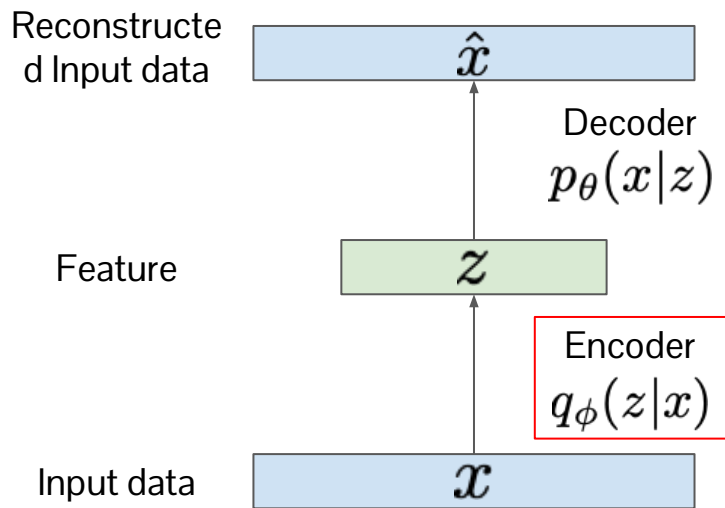 Reconstructe
d Input data
x̂
Decoder
pθ(x|z)
Feature
z
Encoder
qϕ(z|x)
Input data
x